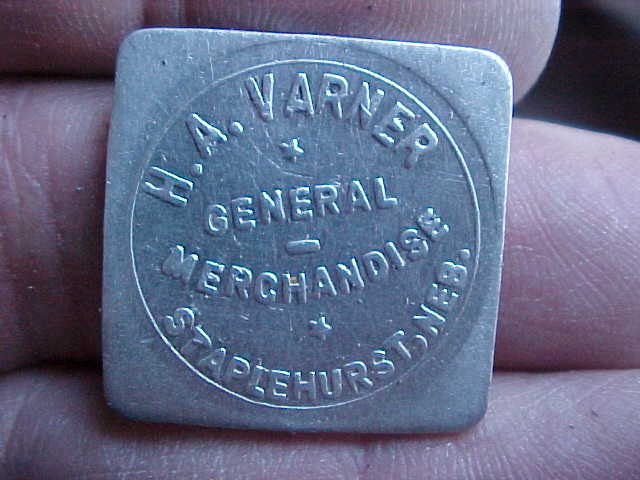 H. A. VARNER
GENERAL
—
MERCHANDISE
STAPLEHURST, NEB.